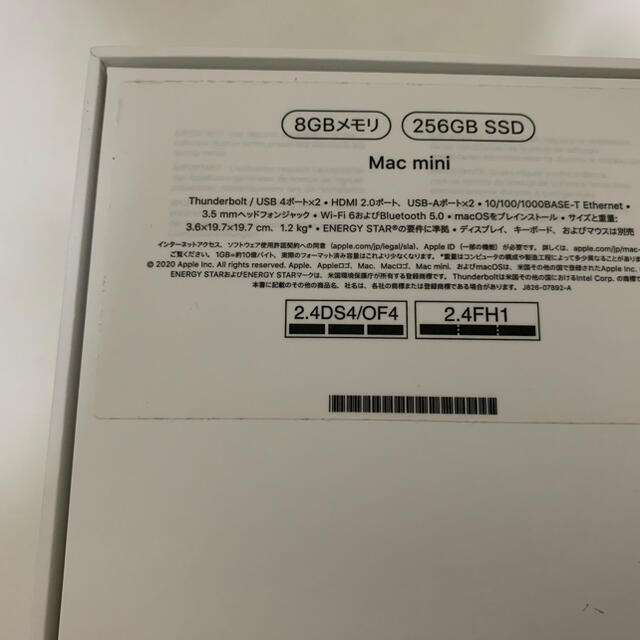 8GBメモリ 256GB SSD
Mac mini
Thunderbolt / USB 4ポート×2 • HDMI 2.0ポート、USB-Aポート×2 • 10/100/1000BASE-T Ethernet •
3.5 mmヘッドフォンジャック • Wi-Fi 6およびBluetooth 5.0 • macOSをプレインストール • サイズと重量:
3.6×19.7×19.7 cm、1.2 kg* • ENERGY STAR®の要件に準拠 • ディスプレイ、キーボード、およびマウスは別売
インターネットアクセス、ソフトウェア使用許諾契約への同意（apple.com/jp/legal/sla）、Apple ID（一部の機能）が必要です。詳しくは、apple.com/jp/mac-
ご覧ください。1GB=約10億バイト、実際のフォーマット済み容量はこれより少なくなります。*重量はコンピュータの構成や製造工程によって多少異なることがあります
© 2020 Apple Inc. All rights reserved. Apple、Appleロゴ、Mac、Macロゴ、Mac mini、およびmacOSは、米国その他の国で登録されたApple Inc.
ENERGY STARおよびENERGY STARマークは、米国環境保護庁が所有する登録商標です。Thunderboltは米国その他の国におけるIntel Corp. の商標で
本書に記載のその他の商品名、社名は、各社の商標または登録商標である場合があります。 J826-07892-A
2.4DS4/OF4 2.4FH1